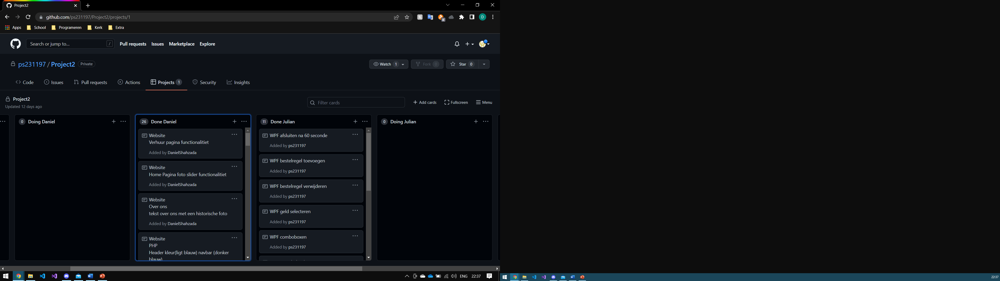 Project2
github.com/ps231197/Project2/projects/1
0
D
Apps
School
Programeren
Kerk
Extra
Search or jump to...
/
Pull requests
Issues
Marketplace
Explore
ps231197 / Project2
Private
Watch 1
Fork 0
Star 0
Code
Issues
Pull requests
Actions
Projects 1
Security
Insights
Project2
Updated 12 days ago
Filter cards
Add cards
Fullscreen
Menu
0 Doing Daniel
26 Done Daniel
Website
Verhuur pagina functionalitiet
Added by DanielShahzada
Website
Home Pagina foto slider functionalitiet
Added by DanielShahzada
Website
Over ons
tekst over ons met een historische foto
Added by DanielShahzada
Website
PHP
Header kleur(ligt blauw) navbar (donker
blauw)
11 Done Julian
WPF afsluiten na 60 seconde
Added by ps231197
WPF bestelregel toevoegen
Added by ps231197
WPF bestelregel verwijderen
Added by ps231197
WPF geld selecteren
Added by ps231197
WPF comboboxen
Added by ps231197
0 Doing Julian
ENG
22:37
22:37